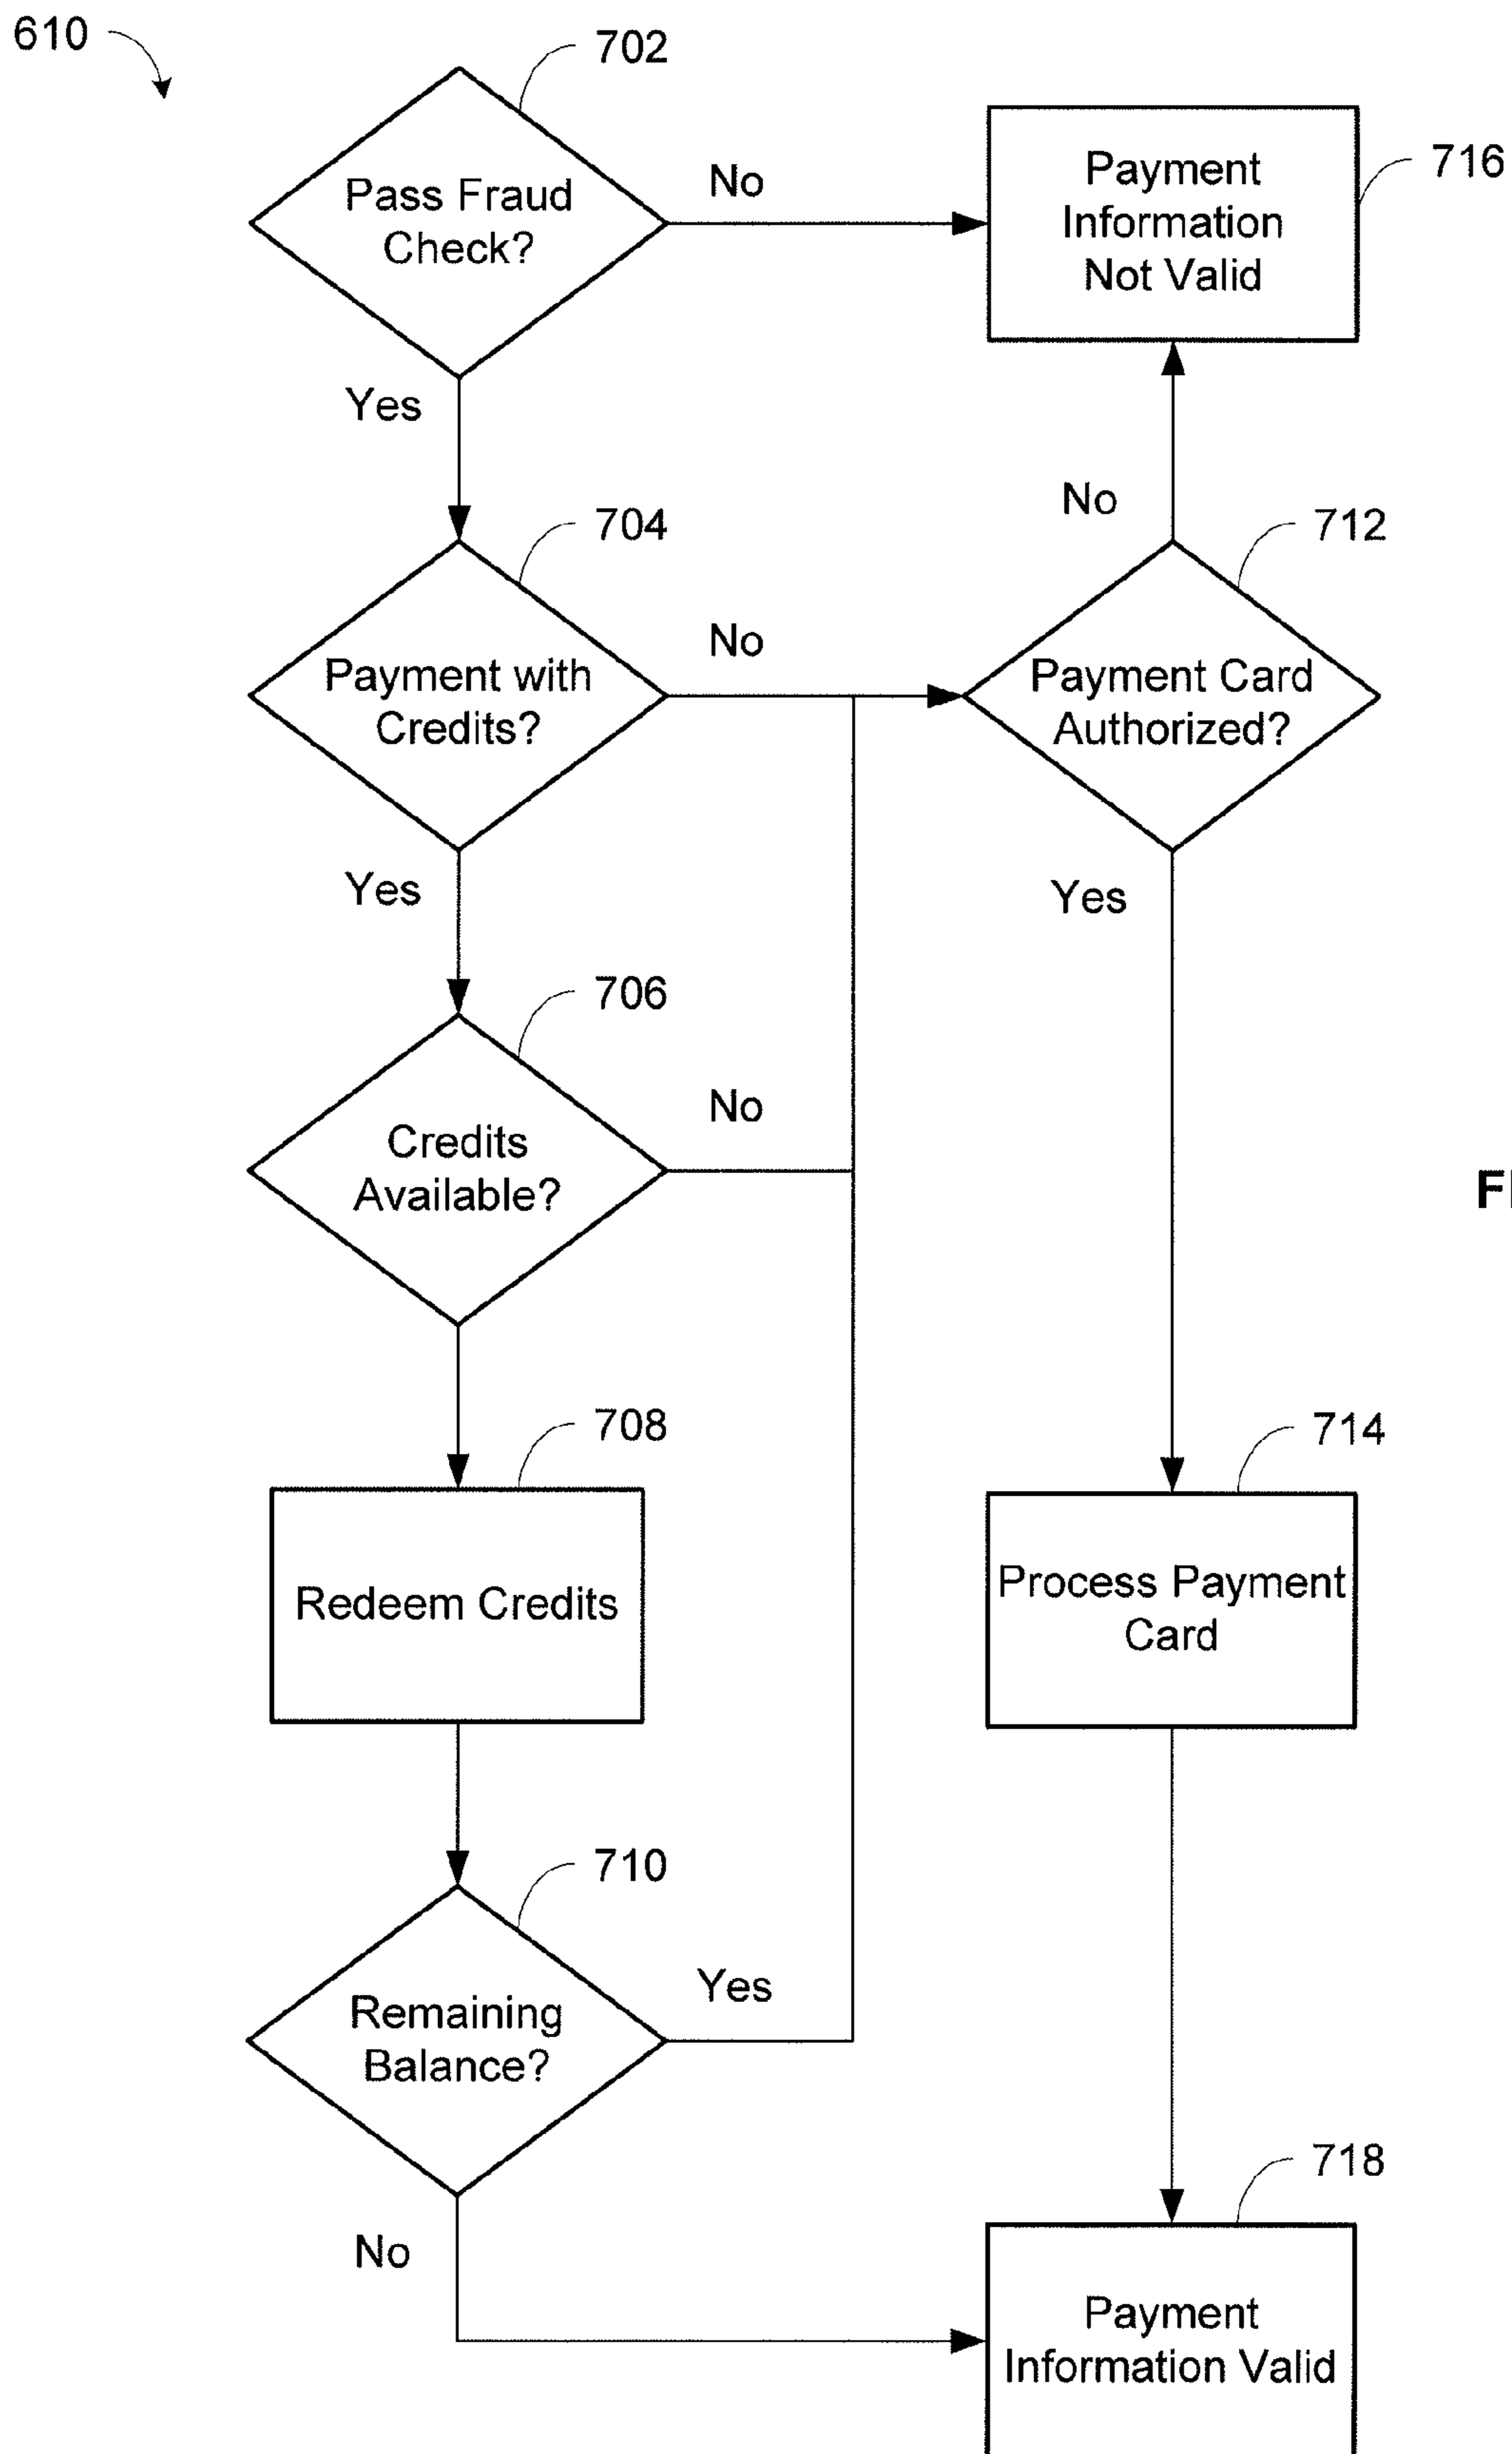 610
702
Pass Fraud
Check?
No
Payment
Information
Not Valid
716
Yes
704
Payment with
Credits?
No
No
712
Payment Card
Authorized?
Yes
Yes
706
Credits
Available?
No
708
Redeem Credits
714
Process Payment
Card
710
Remaining
Balance?
Yes
No
718
Payment
Information Valid